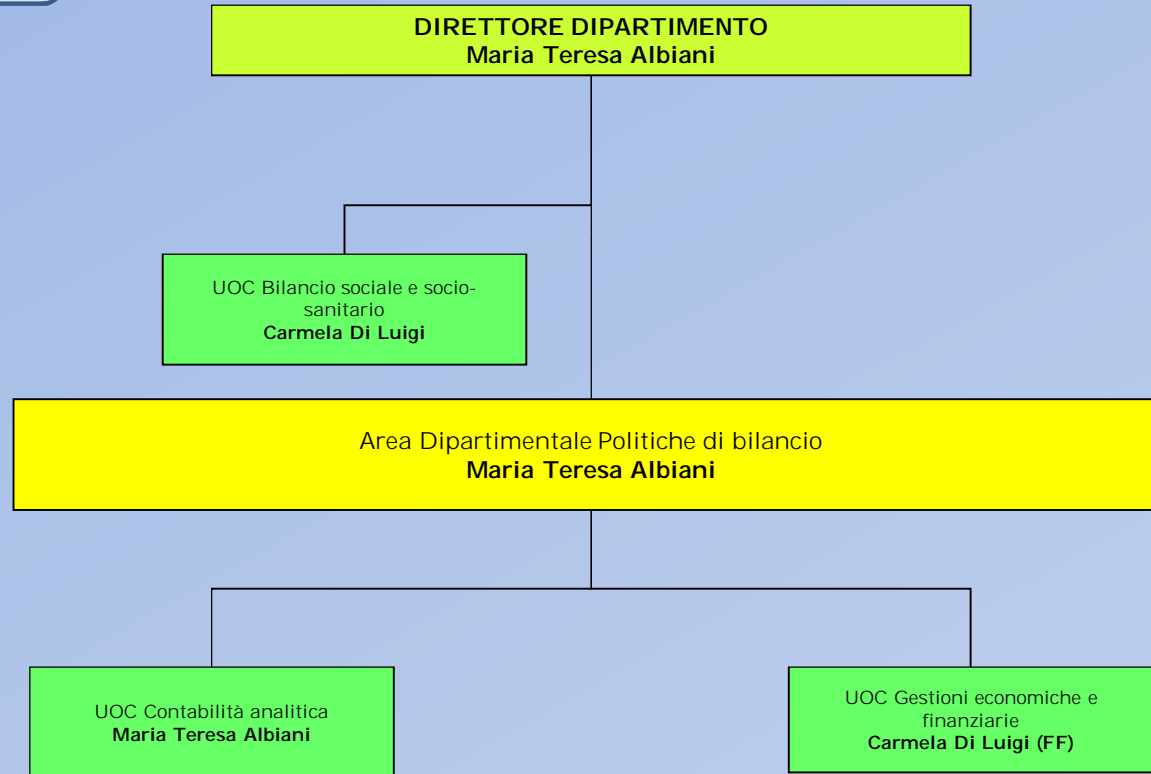 DIRETTORE DIPARTIMENTO
Maria Teresa Albiani
UOC Bilancio sociale e socio-
sanitario
Carmela Di Luigi
Area Dipartimentale Politiche di bilancio
Maria Teresa Albiani
UOC Contabilità analitica
Maria Teresa Albiani
UOC Gestioni economiche e
finanziarie
Carmela Di Luigi (FF)